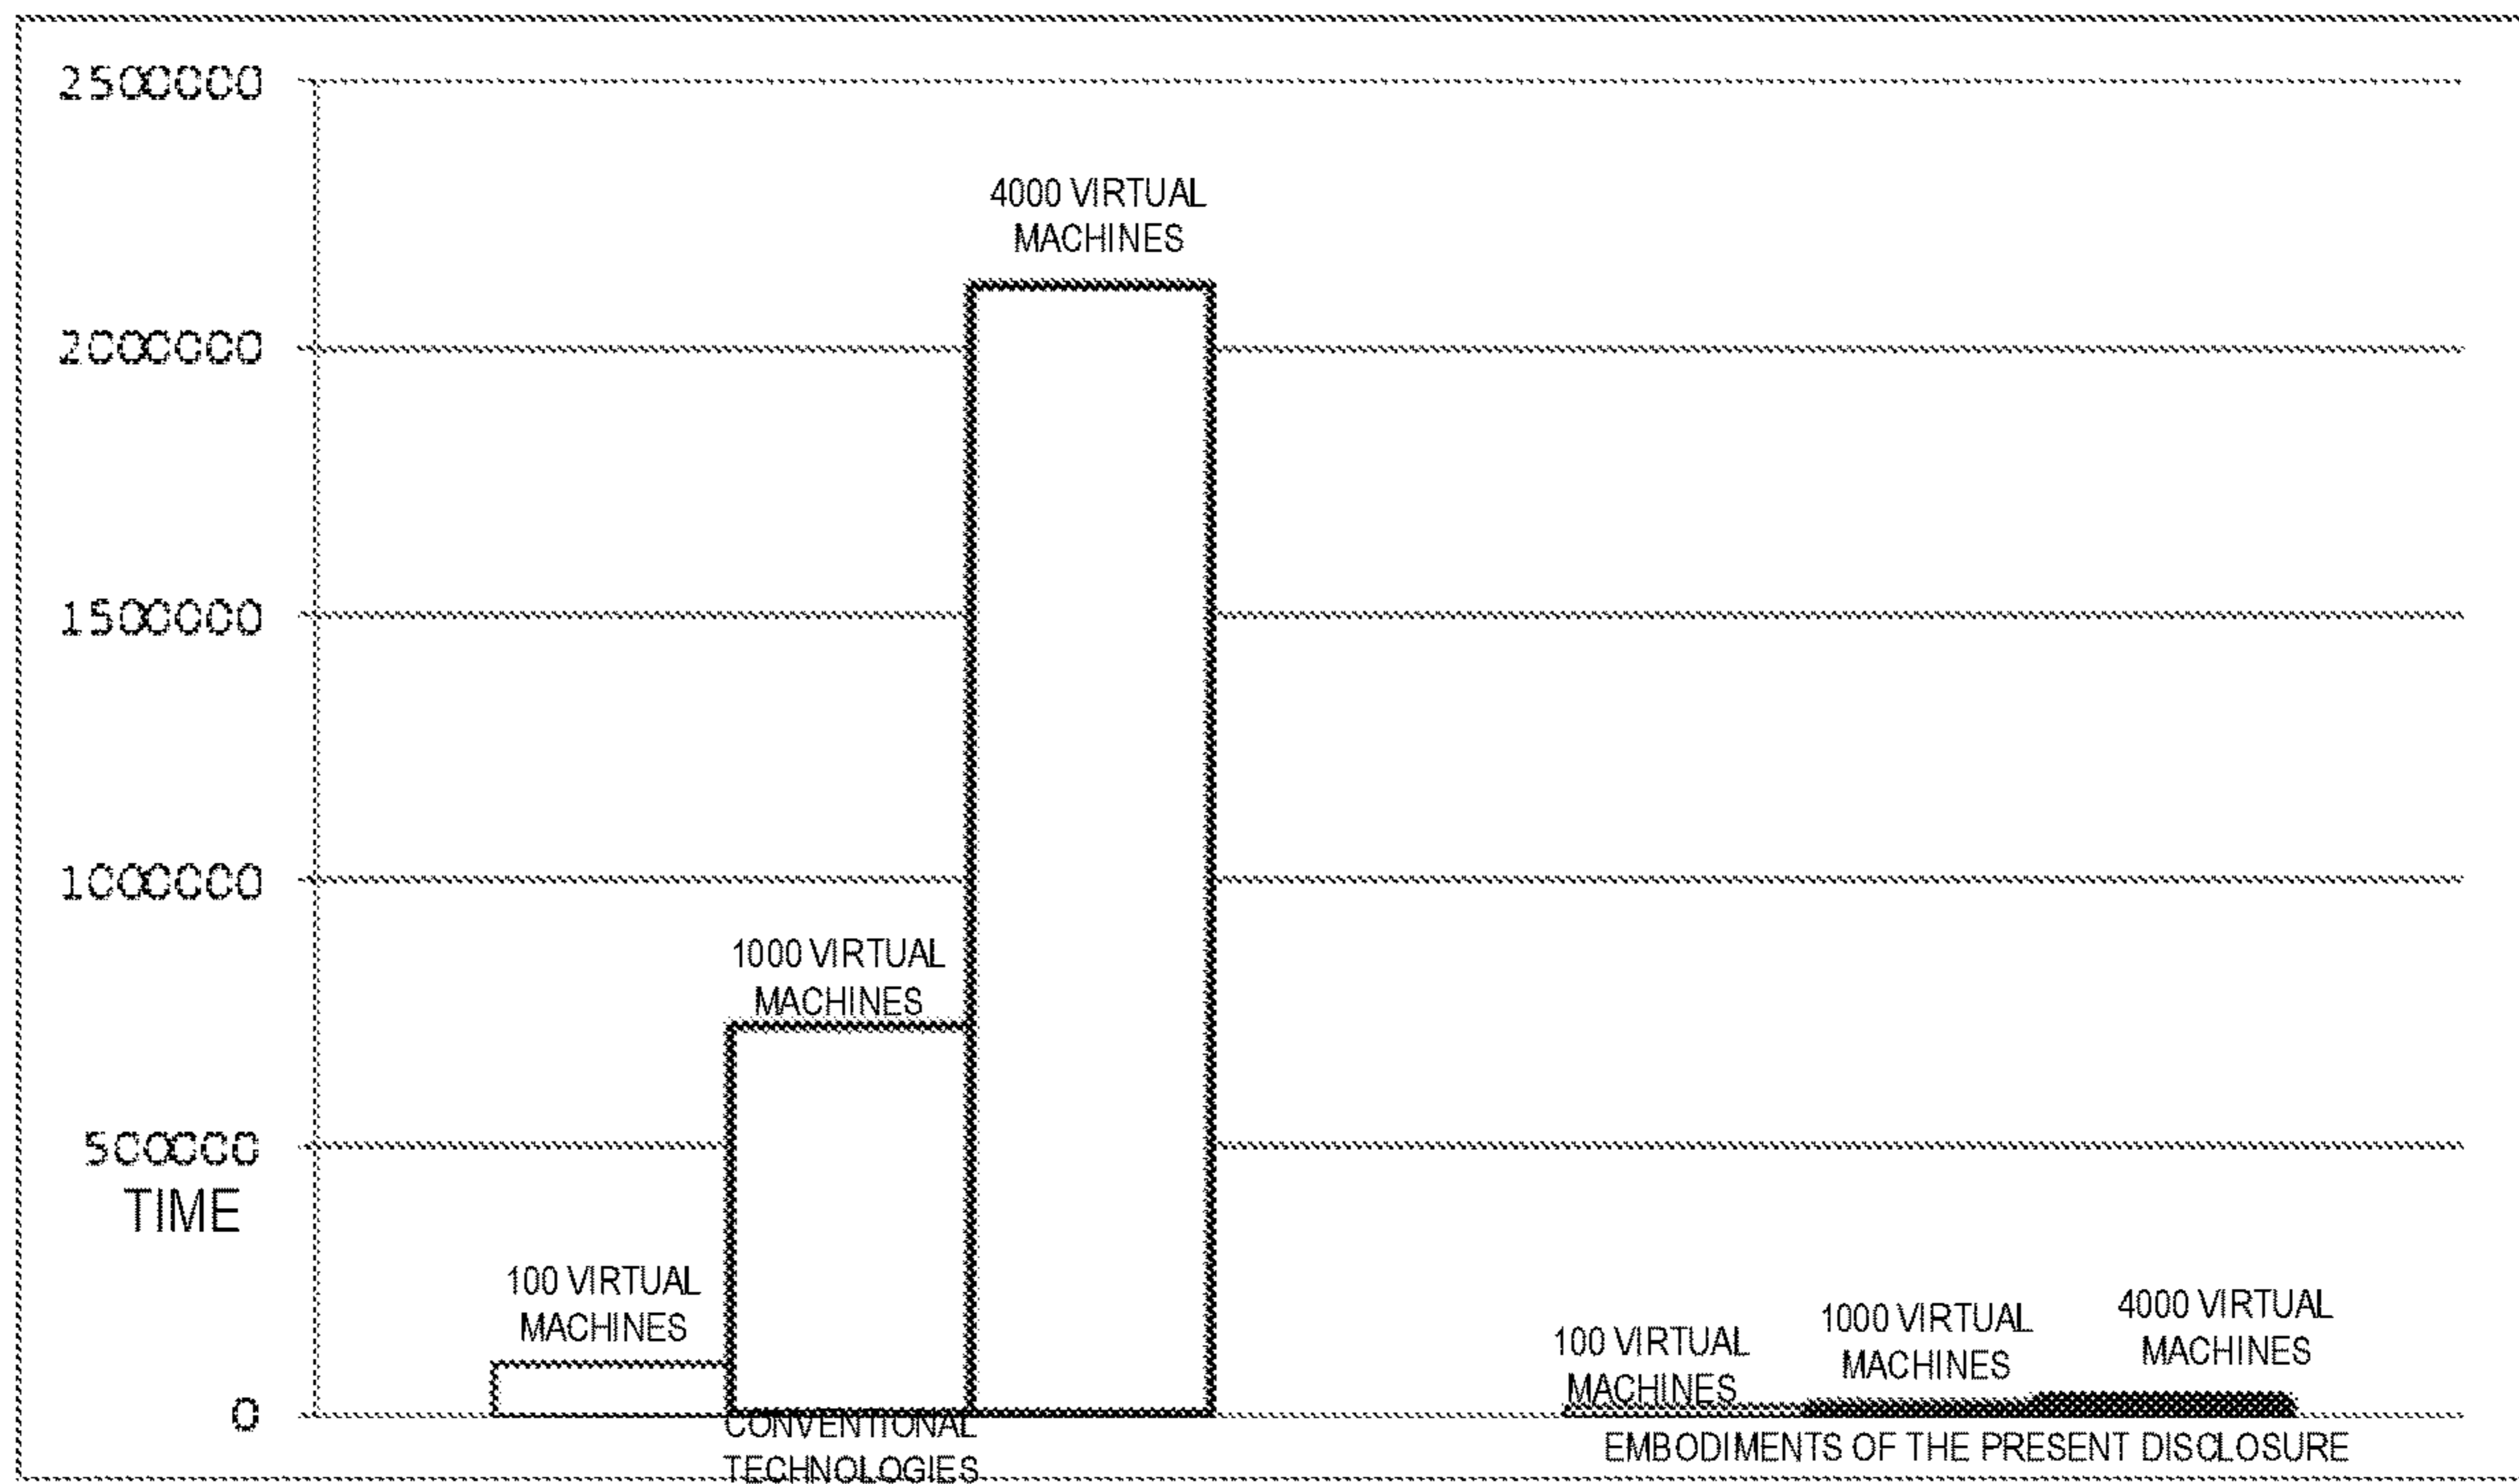 2500000
4000 VIRTUAL
MACHINES
2000000
1500000
1000000
1000 VIRTUAL
MACHINES
500000
TIME
100 VIRTUAL
MACHINES
100 VIRTUAL
MACHINES
1000 VIRTUAL
MACHINES
4000 VIRTUAL
MACHINES
0
CONVENTIONAL
TECHNOLOGIES
EMBODIMENTS OF THE PRESENT DISCLOSURE